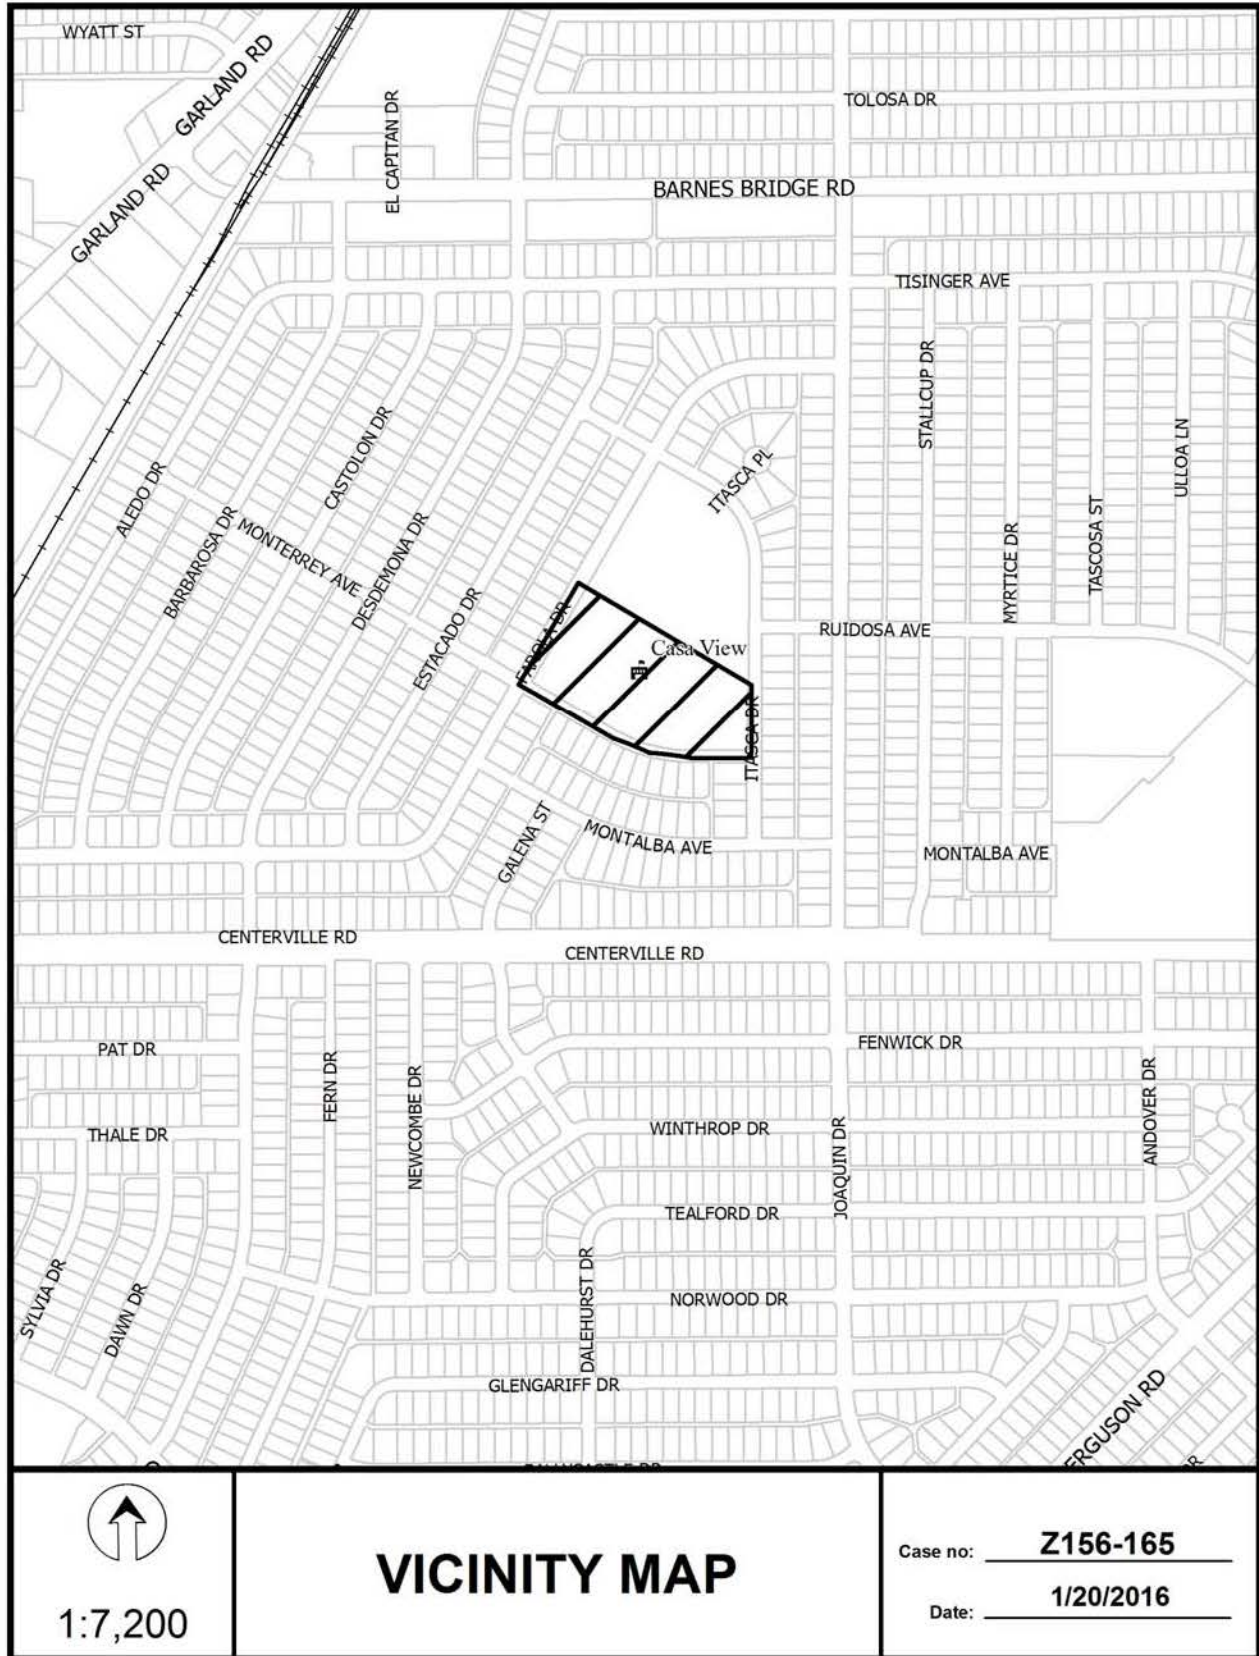 WYATT ST
GARLAND RD
GARLAND RD
EL CAPITAN DR
TOLOSA DR
BARNES BRIDGE RD
TISINGER AVE
STALLCUP DR
ULLOA LN
CASTOLON DR
ITASCA PL
ALEDO DR
BARBAROSA DR
MONTERREY AVE
DESDEMONA DR
MYRTICE DR
TASCOSA ST
ESTACADO DR
FAROLA DR
Casa View
RUIDOSA AVE
ITASCA DR
GALENA ST
MONTALBA AVE
MONTALBA AVE
CENTERVILLE RD
CENTERVILLE RD
PAT DR
FENWICK DR
FERN DR
NEWCOMBE DR
ANDOVER DR
THALE DR
WINTHROP DR
JOAQUIN DR
TEALFORD DR
SYLVIA DR
DAWN DR
DALEHURST DR
NORWOOD DR
GLENGARIFF DR
FERGUSON RD
1:7,200
VICINITY MAP
Case no: Z156-165
Date: 1/20/2016